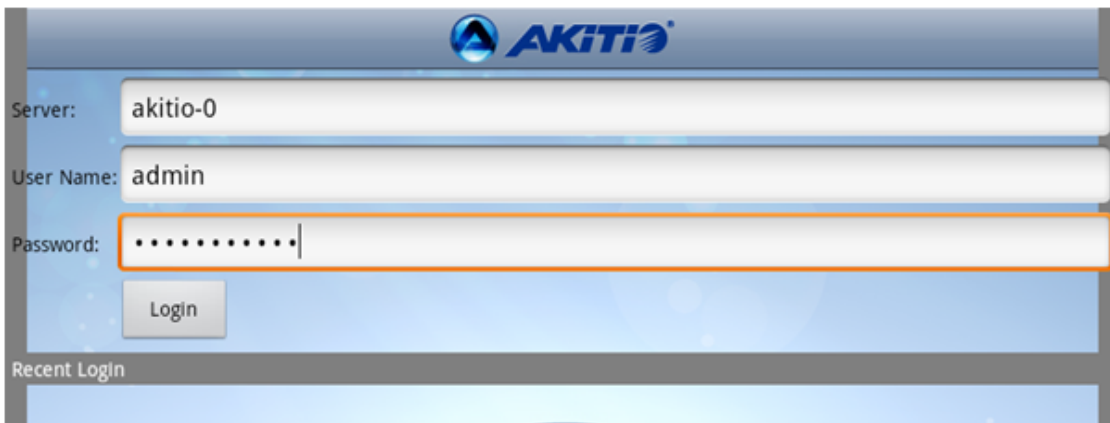 AKiTiO
Server: akitio-0
User Name: admin
Password: •••••••••••
Login
Recent Login